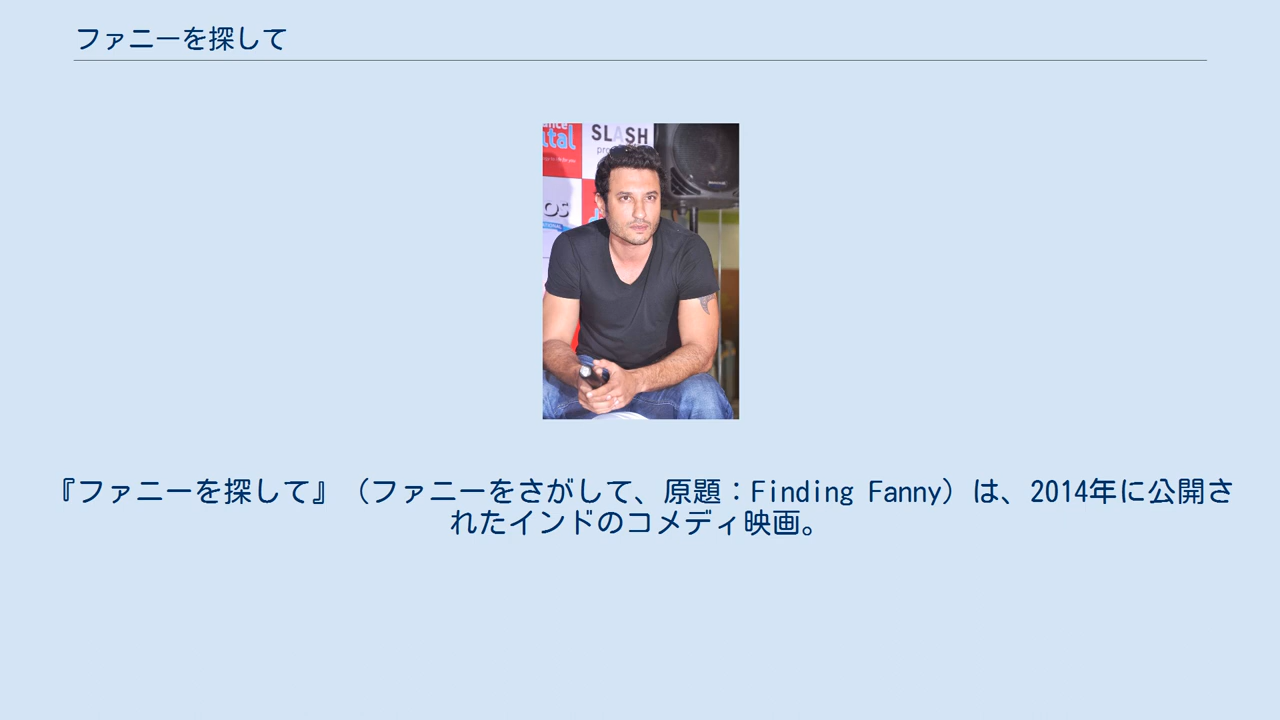 ファニーを探して
SLASH
OS
『ファニーを探して』（ファニーをさがして、原題：Finding Fanny）は、2014年に公開さ
れたインドのコメディ映画。